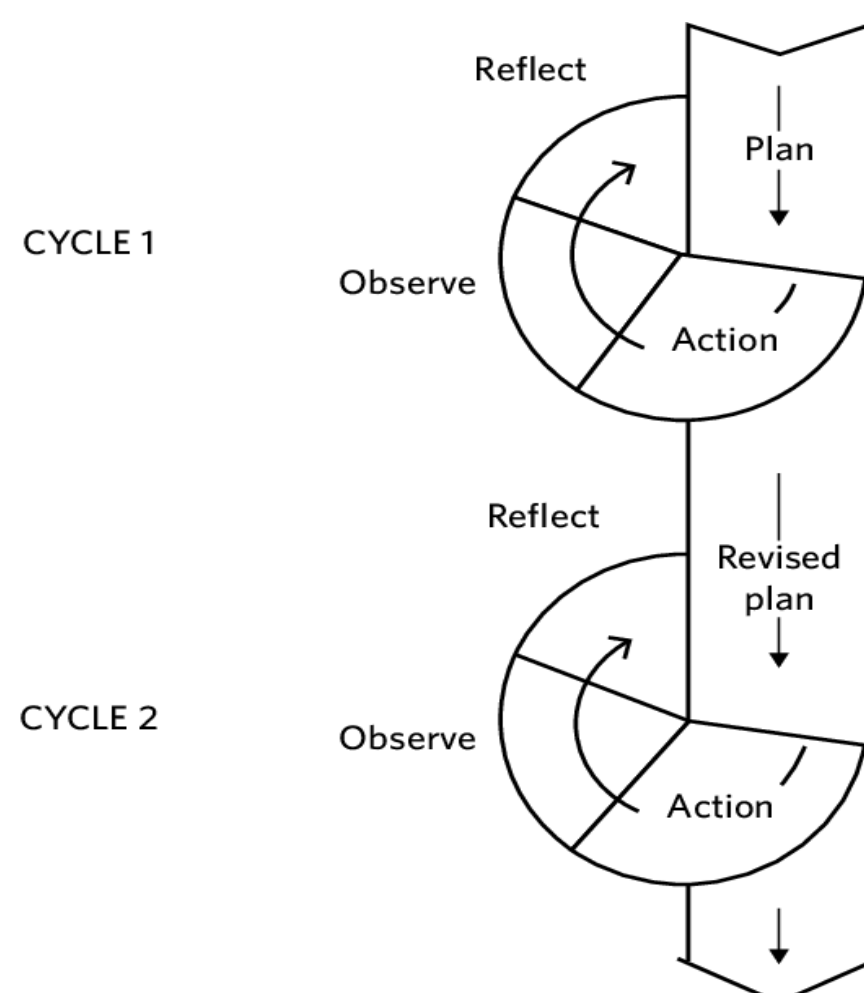 Reflect
Plan
CYCLE 1
Observe
Action
Reflect
Revised
plan
CYCLE 2
Observe
Action